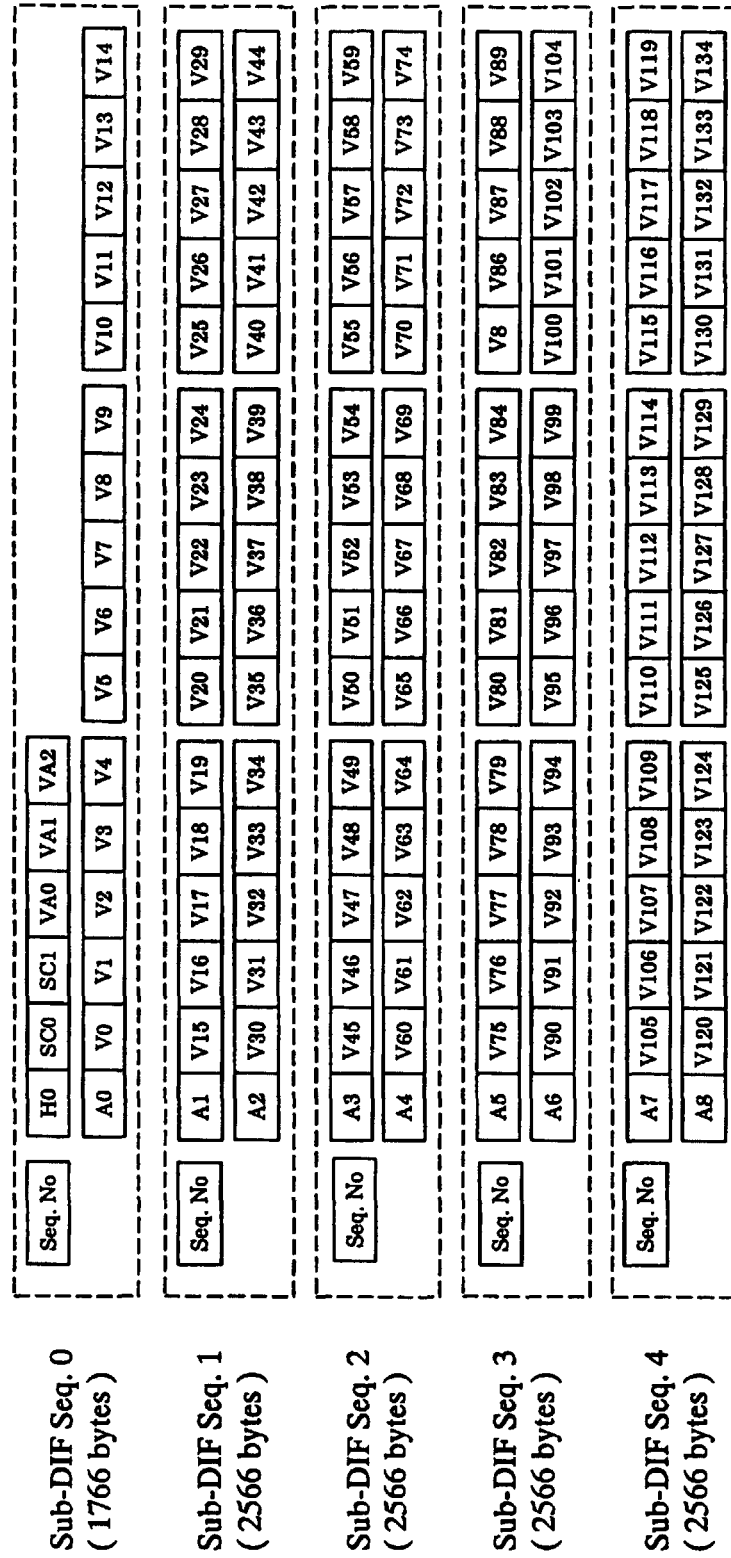 Sub-DIF Seq. 0
( 1766 bytes )
Seq. No
H0 SC0 SC1 VA0 VA1 VA2
A0 V0 V1 V2 V3 V4 V5 V6 V7 V8 V9 V10 V11 V12 V13 V14
Sub-DIF Seq. 1
( 2566 bytes )
Seq. No
A1 V15 V16 V17 V18 V19 V20 V21 V22 V23 V24 V25 V26 V27 V28 V29
A2 V30 V31 V32 V33 V34 V35 V36 V37 V38 V39 V40 V41 V42 V43 V44
Sub-DIF Seq. 2
( 2566 bytes )
Seq. No
A3 V45 V46 V47 V48 V49 V50 V51 V52 V53 V54 V55 V56 V57 V58 V59
A4 V60 V61 V62 V63 V64 V65 V66 V67 V68 V69 V70 V71 V72 V73 V74
Sub-DIF Seq. 3
( 2566 bytes )
Seq. No
A5 V75 V76 V77 V78 V79 V80 V81 V82 V83 V84 V8 V86 V87 V88 V89
A6 V90 V91 V92 V93 V94 V95 V96 V97 V98 V99 V100 V101 V102 V103 V104
Sub-DIF Seq. 4
( 2566 bytes )
Seq. No
A7 V105 V106 V107 V108 V109 V110 V111 V112 V113 V114 V115 V116 V117 V118 V119
A8 V120 V121 V122 V123 V124 V125 V126 V127 V128 V129 V130 V131 V132 V133 V134